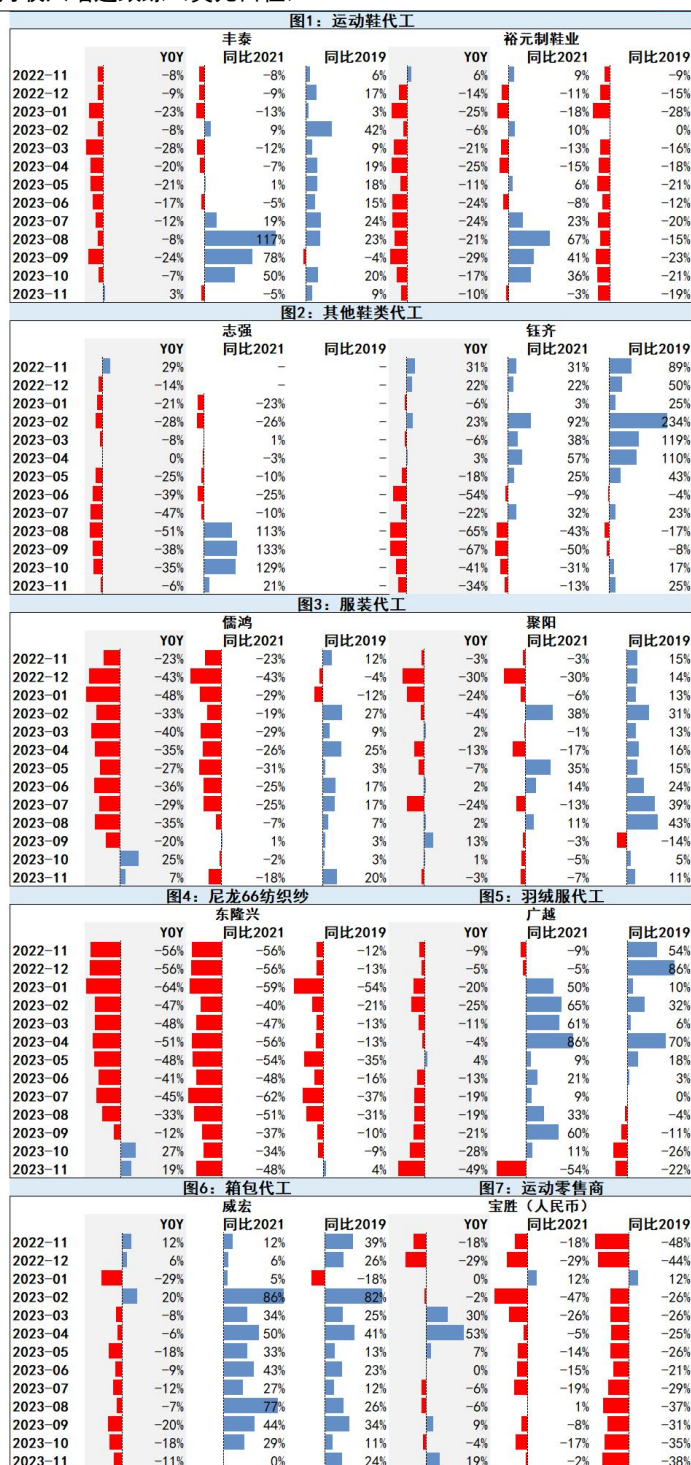 图1: 运动鞋代工
丰泰 裕元制鞋业
YOY 同比2021 同比2019 YOY 同比2021 同比2019
2022-11 -8% -8% 6% 6% 9% -9%
2022-12 -9% -9% 17% -14% -11% -15%
2023-01 -23% -13% 3% -25% -18% -28%
2023-02 -8% 9% 42% -6% 10% 0%
2023-03 -28% -12% 9% -21% -13% -16%
2023-04 -20% -7% 19% -25% -15% -18%
2023-05 -21% 1% 18% -11% 6% -21%
2023-06 -17% -5% 15% -24% -8% -12%
2023-07 -12% 19% 24% -24% 23% -20%
2023-08 -8% 117% 23% -21% 67% -15%
2023-09 -24% 78% -4% -29% 41% -23%
2023-10 -7% 50% 20% -17% 36% -21%
2023-11 3% -5% 9% -10% -3% -19%
图2: 其他鞋类代工
志强 钰齐
YOY 同比2021 同比2019 YOY 同比2021 同比2019
2022-11 29% - - 31% 31% 89%
2022-12 -14% - - 22% 22% 50%
2023-01 -21% -23% - -6% 3% 25%
2023-02 -28% -26% - 23% 92% 234%
2023-03 -8% 1% - -6% 38% 119%
2023-04 0% -3% - 3% 57% 110%
2023-05 -25% -10% - -18% 25% 43%
2023-06 -39% -25% - -54% -9% -4%
2023-07 -47% -10% - -22% 32% 23%
2023-08 -51% 113% - -65% -43% -17%
2023-09 -38% 133% - -67% -50% -8%
2023-10 -35% 129% - -41% -31% 17%
2023-11 -6% 21% - -34% -13% 25%
图3: 服装代工
儒鸿 聚阳
YOY 同比2021 同比2019 YOY 同比2021 同比2019
2022-11 -23% -23% 12% -3% -3% 15%
2022-12 -43% -43% -4% -30% -30% 14%
2023-01 -48% -29% -12% -24% -6% 13%
2023-02 -33% -19% 27% -4% 38% 31%
2023-03 -40% -29% 9% 2% -1% 13%
2023-04 -35% -26% 25% -13% -17% 16%
2023-05 -27% -31% 3% -7% 35% 15%
2023-06 -36% -25% 17% 2% 14% 24%
2023-07 -29% -25% 17% -24% -13% 39%
2023-08 -35% -7% 7% 2% 11% 43%
2023-09 -20% 1% 3% 13% -3% -14%
2023-10 25% -2% 3% 1% -5% 5%
2023-11 7% -18% 20% -3% -7% 11%
图4: 尼龙66纺织纱 图5: 羽绒服代工
东隆兴 广越
YOY 同比2021 同比2019 YOY 同比2021 同比2019
2022-11 -56% -56% -12% -9% -9% 54%
2022-12 -56% -56% -13% -5% -5% 86%
2023-01 -64% -59% -54% -20% 50% 10%
2023-02 -47% -40% -21% -25% 65% 32%
2023-03 -48% -47% -13% -11% 61% 6%
2023-04 -51% -56% -13% -4% 86% 70%
2023-05 -48% -54% -35% 4% 9% 18%
2023-06 -41% -48% -16% -13% 21% 3%
2023-07 -45% -62% -37% -19% 9% 0%
2023-08 -33% -51% -31% -19% 33% -4%
2023-09 -12% -37% -10% -21% 60% -11%
2023-10 27% -34% -9% -28% 11% -26%
2023-11 19% -48% 4% -49% -54% -22%
图6: 箱包代工 图7: 运动零售商
威宏 宝胜（人民币）
YOY 同比2021 同比2019 YOY 同比2021 同比2019
2022-11 12% 12% 39% -18% -18% -48%
2022-12 6% 6% 26% -29% -29% -44%
2023-01 -29% 5% -18% 0% 12% 12%
2023-02 20% 86% 82% -2% -47% -26%
2023-03 -8% 34% 25% 30% -26% -26%
2023-04 -6% 50% 41% 53% -5% -25%
2023-05 -18% 33% 13% 7% -14% -26%
2023-06 -9% 43% 23% 0% -15% -21%
2023-07 -12% 27% 12% -6% -19% -29%
2023-08 -7% 77% 26% -6% 1% -37%
2023-09 -20% 44% 34% 9% -8% -31%
2023-10 -18% 29% 11% -4% -17% -35%
2023-11 -11% 0% 24% 19% -2% -38%